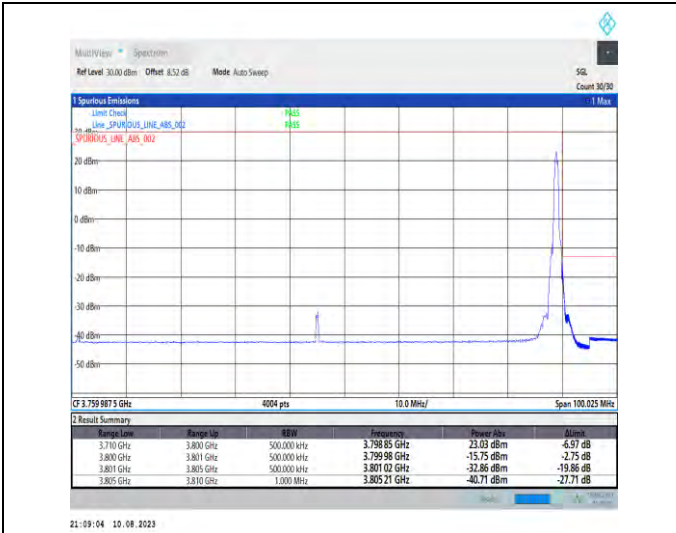 MultiView Spectrum
Ref Level 30.00 dBm Offset 8.52 dB Mode Auto Sweep SGL
Count 30/30
1 Spurious Emissions 1 Max
Limit Check PASS
Line _SPURIOUS_LINE_ABS_002 PASS
_SPURIOUS_LINE_ABS_002
20 dBm
10 dBm
0 dBm
-10 dBm
-20 dBm
-30 dBm
-40 dBm
-50 dBm
CF 3.759 987 5 GHz 4004 pts 10.0 MHz/ Span 100.025 MHz
2 Result Summary
Range Low Range Up RBW Frequency Power Abs ΔLimit
3.710 GHz 3.800 GHz 500.000 kHz 3.798 85 GHz 23.03 dBm -6.97 dB
3.800 GHz 3.801 GHz 500.000 kHz 3.799 98 GHz -15.75 dBm -2.75 dB
3.801 GHz 3.805 GHz 500.000 kHz 3.801 02 GHz -32.86 dBm -19.86 dB
3.805 GHz 3.810 GHz 1.000 MHz 3.805 21 GHz -40.71 dBm -27.71 dB
21:09:04 10.08.2023